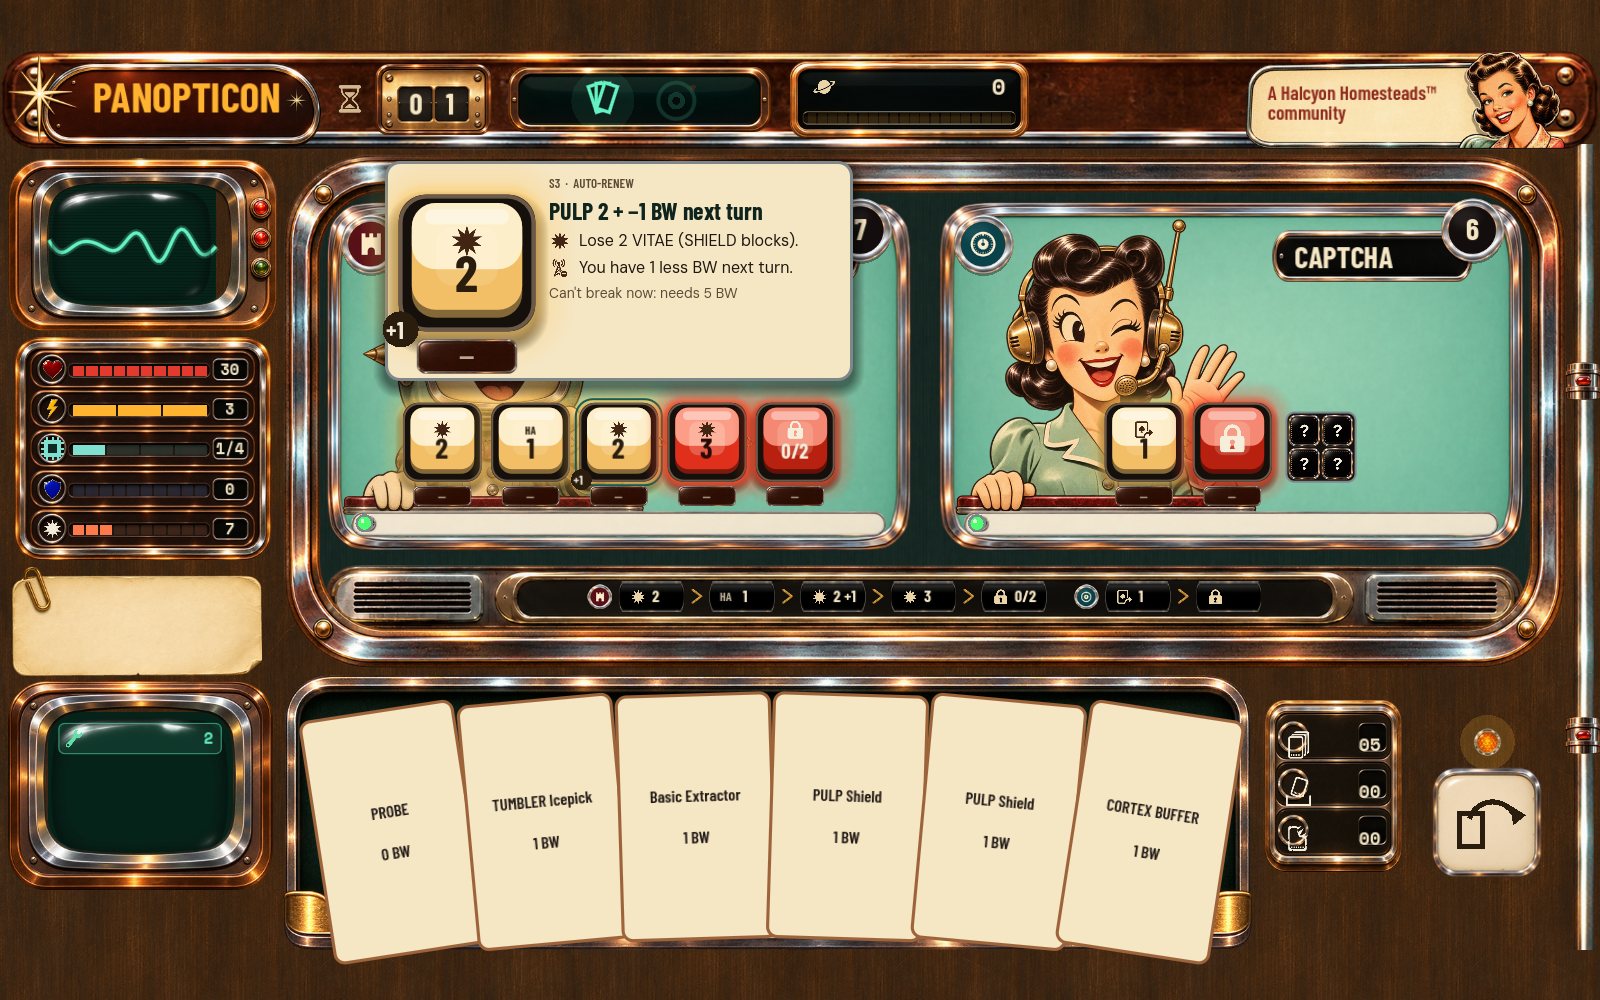 PANOPTICON
0 1
0
A Halcyon Homesteads™
community
S3 · AUTO-RENEW
PULP 2 + −1 BW next turn
Lose 2 VITAE (SHIELD blocks).
You have 1 less BW next turn.
Can't break now: needs 5 BW
2
+1
–
7
6
CAPTCHA
30
3
1/4
0
7
2
HA
1
2
+1
3
0/2
1
? ?
? ?
– – – – –
– –
2
HA 1
2 +1
3
0/2
1
2
PROBE
0 BW
TUMBLER Icepick
1 BW
Basic Extractor
1 BW
PULP Shield
1 BW
PULP Shield
1 BW
CORTEX BUFFER
1 BW
05
00
00